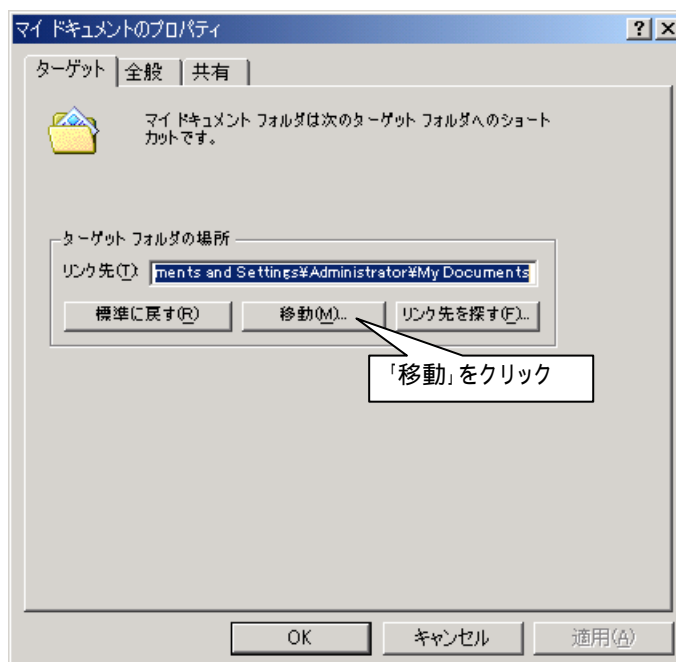 マイ ドキュメントのプロパティ
ターゲット 全般 共有
マイ ドキュメント フォルダは次のターゲット フォルダへのショート
カットです。
ターゲット フォルダの場所
リンク先(T): ments and Settings¥Administrator¥My Documents
標準に戻す(R) 移動(M)... リンク先を探す(F)...
「移動」をクリック
OK キャンセル 適用(A)